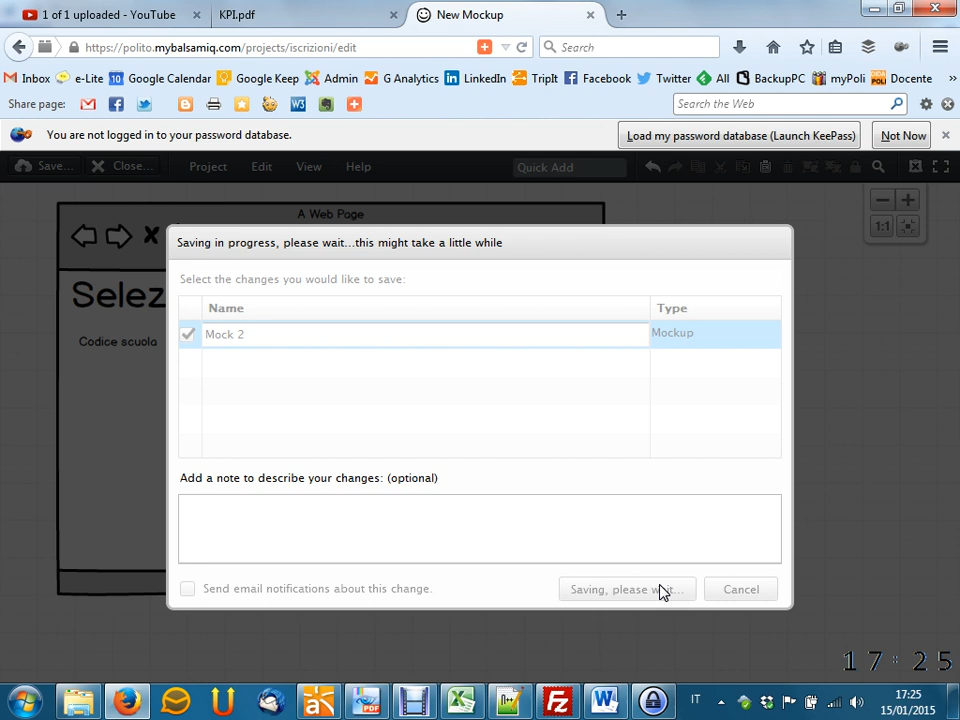 1 of 1 uploaded - YouTube
KPI.pdf
New Mockup
https://polito.mybalsamiq.com/projects/iscrizioni/edit
Search
Inbox
e-Lite
10 Google Calendar
Google Keep
Admin
G Analytics
LinkedIn
TripIt
Facebook
Twitter
All
BackupPC
myPoli
POLI Docente
Share page:
W3
Search the Web
You are not logged in to your password database.
Load my password database (Launch KeePass)
Not Now
Save...
Close...
Project
Edit
View
Help
Quick Add
1:1
A Web Page
Selez
Codice scuola
Saving in progress, please wait...this might take a little while
Select the changes you would like to save:
Name
Type
Mock 2
Mockup
Add a note to describe your changes: (optional)
Send email notifications about this change.
Saving, please
Cancel
17:25
IT
17:25
15/01/2015